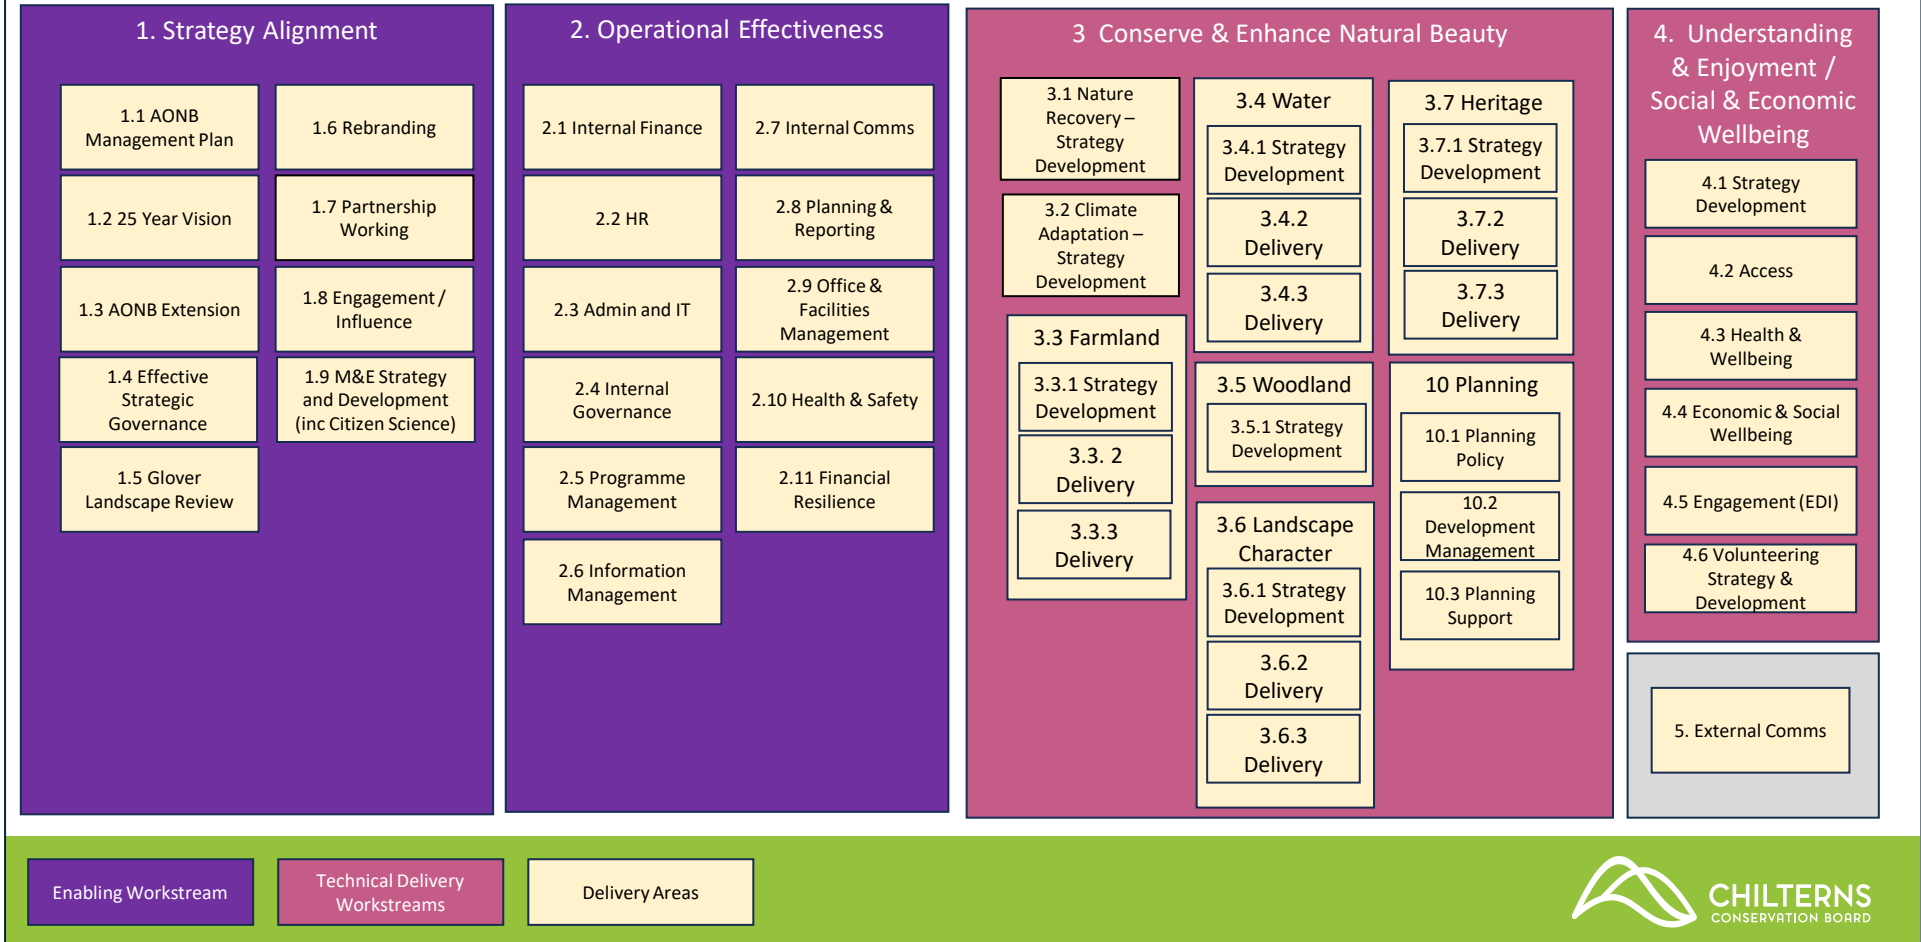 1. Strategy Alignment
1.1 AONB
Management Plan
1.2 25 Year Vision
1.3 AONB Extension
1.4 Effective
Strategic
Governance
1.5 Glover
Landscape Review
1.6 Rebranding
1.7 Partnership
Working
1.8 Engagement /
Influence
1.9 M&E Strategy
and Development
(inc Citizen Science)
2. Operational Effectiveness
2.1 Internal Finance
2.2 HR
2.3 Admin and IT
2.4 Internal
Governance
2.5 Programme
Management
2.6 Information
Management
2.7 Internal Comms
2.8 Planning &
Reporting
2.9 Office &
Facilities
Management
2.10 Health & Safety
2.11 Financial
Resilience
3 Conserve & Enhance Natural Beauty
3.1 Nature
Recovery –
Strategy
Development
3.2 Climate
Adaptation –
Strategy
Development
3.3 Farmland
3.3.1 Strategy
Development
3.3. 2
Delivery
3.3.3
Delivery
3.4 Water
3.4.1 Strategy
Development
3.4.2
Delivery
3.4.3
Delivery
3.5 Woodland
3.5.1 Strategy
Development
3.6 Landscape
Character
3.6.1 Strategy
Development
3.6.2
Delivery
3.6.3
Delivery
3.7 Heritage
3.7.1 Strategy
Development
3.7.2
Delivery
3.7.3
Delivery
10 Planning
10.1 Planning
Policy
10.2
Development
Management
10.3 Planning
Support
4. Understanding
& Enjoyment /
Social & Economic
Wellbeing
4.1 Strategy
Development
4.2 Access
4.3 Health &
Wellbeing
4.4 Economic & Social
Wellbeing
4.5 Engagement (EDI)
4.6 Volunteering
Strategy &
Development
5. External Comms
Enabling Workstream
Technical Delivery
Workstreams
Delivery Areas
CHILTERNS
CONSERVATION BOARD